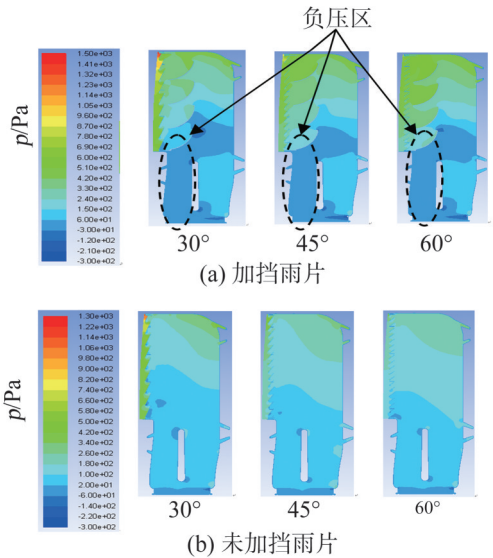 负压区
p/Pa
1.50e+03
1.41e+03
1.32e+03
1.23e+03
1.14e+03
1.05e+03
9.60e+02
8.70e+02
7.80e+02
6.90e+02
6.00e+02
5.10e+02
4.20e+02
3.30e+02
2.40e+02
1.50e+02
6.00e+01
-3.00e+01
-1.20e+02
-2.10e+02
-3.00e+02
30° 45° 60°
(a) 加挡雨片
p/Pa
1.30e+03
1.22e+03
1.14e+03
1.06e+03
9.80e+02
9.00e+02
8.20e+02
7.40e+02
6.60e+02
5.80e+02
5.00e+02
4.20e+02
3.40e+02
2.60e+02
1.80e+02
1.00e+02
2.00e+01
-6.00e+01
-1.40e+02
-2.20e+02
-3.00e+02
30° 45° 60°
(b) 未加挡雨片